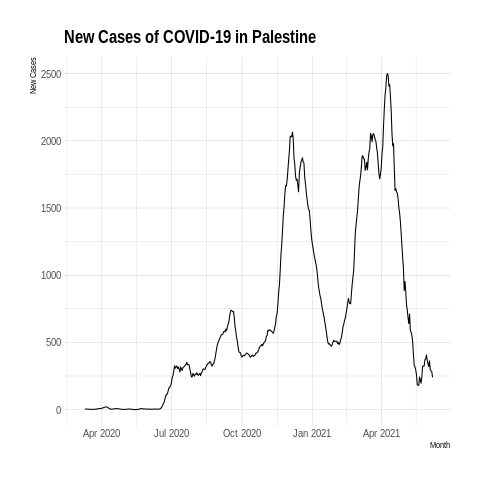 New Cases of COVID-19 in Palestine
New Cases
2500
2000
1500
1000
500
0
Apr 2020 Jul 2020 Oct 2020 Jan 2021 Apr 2021
Month